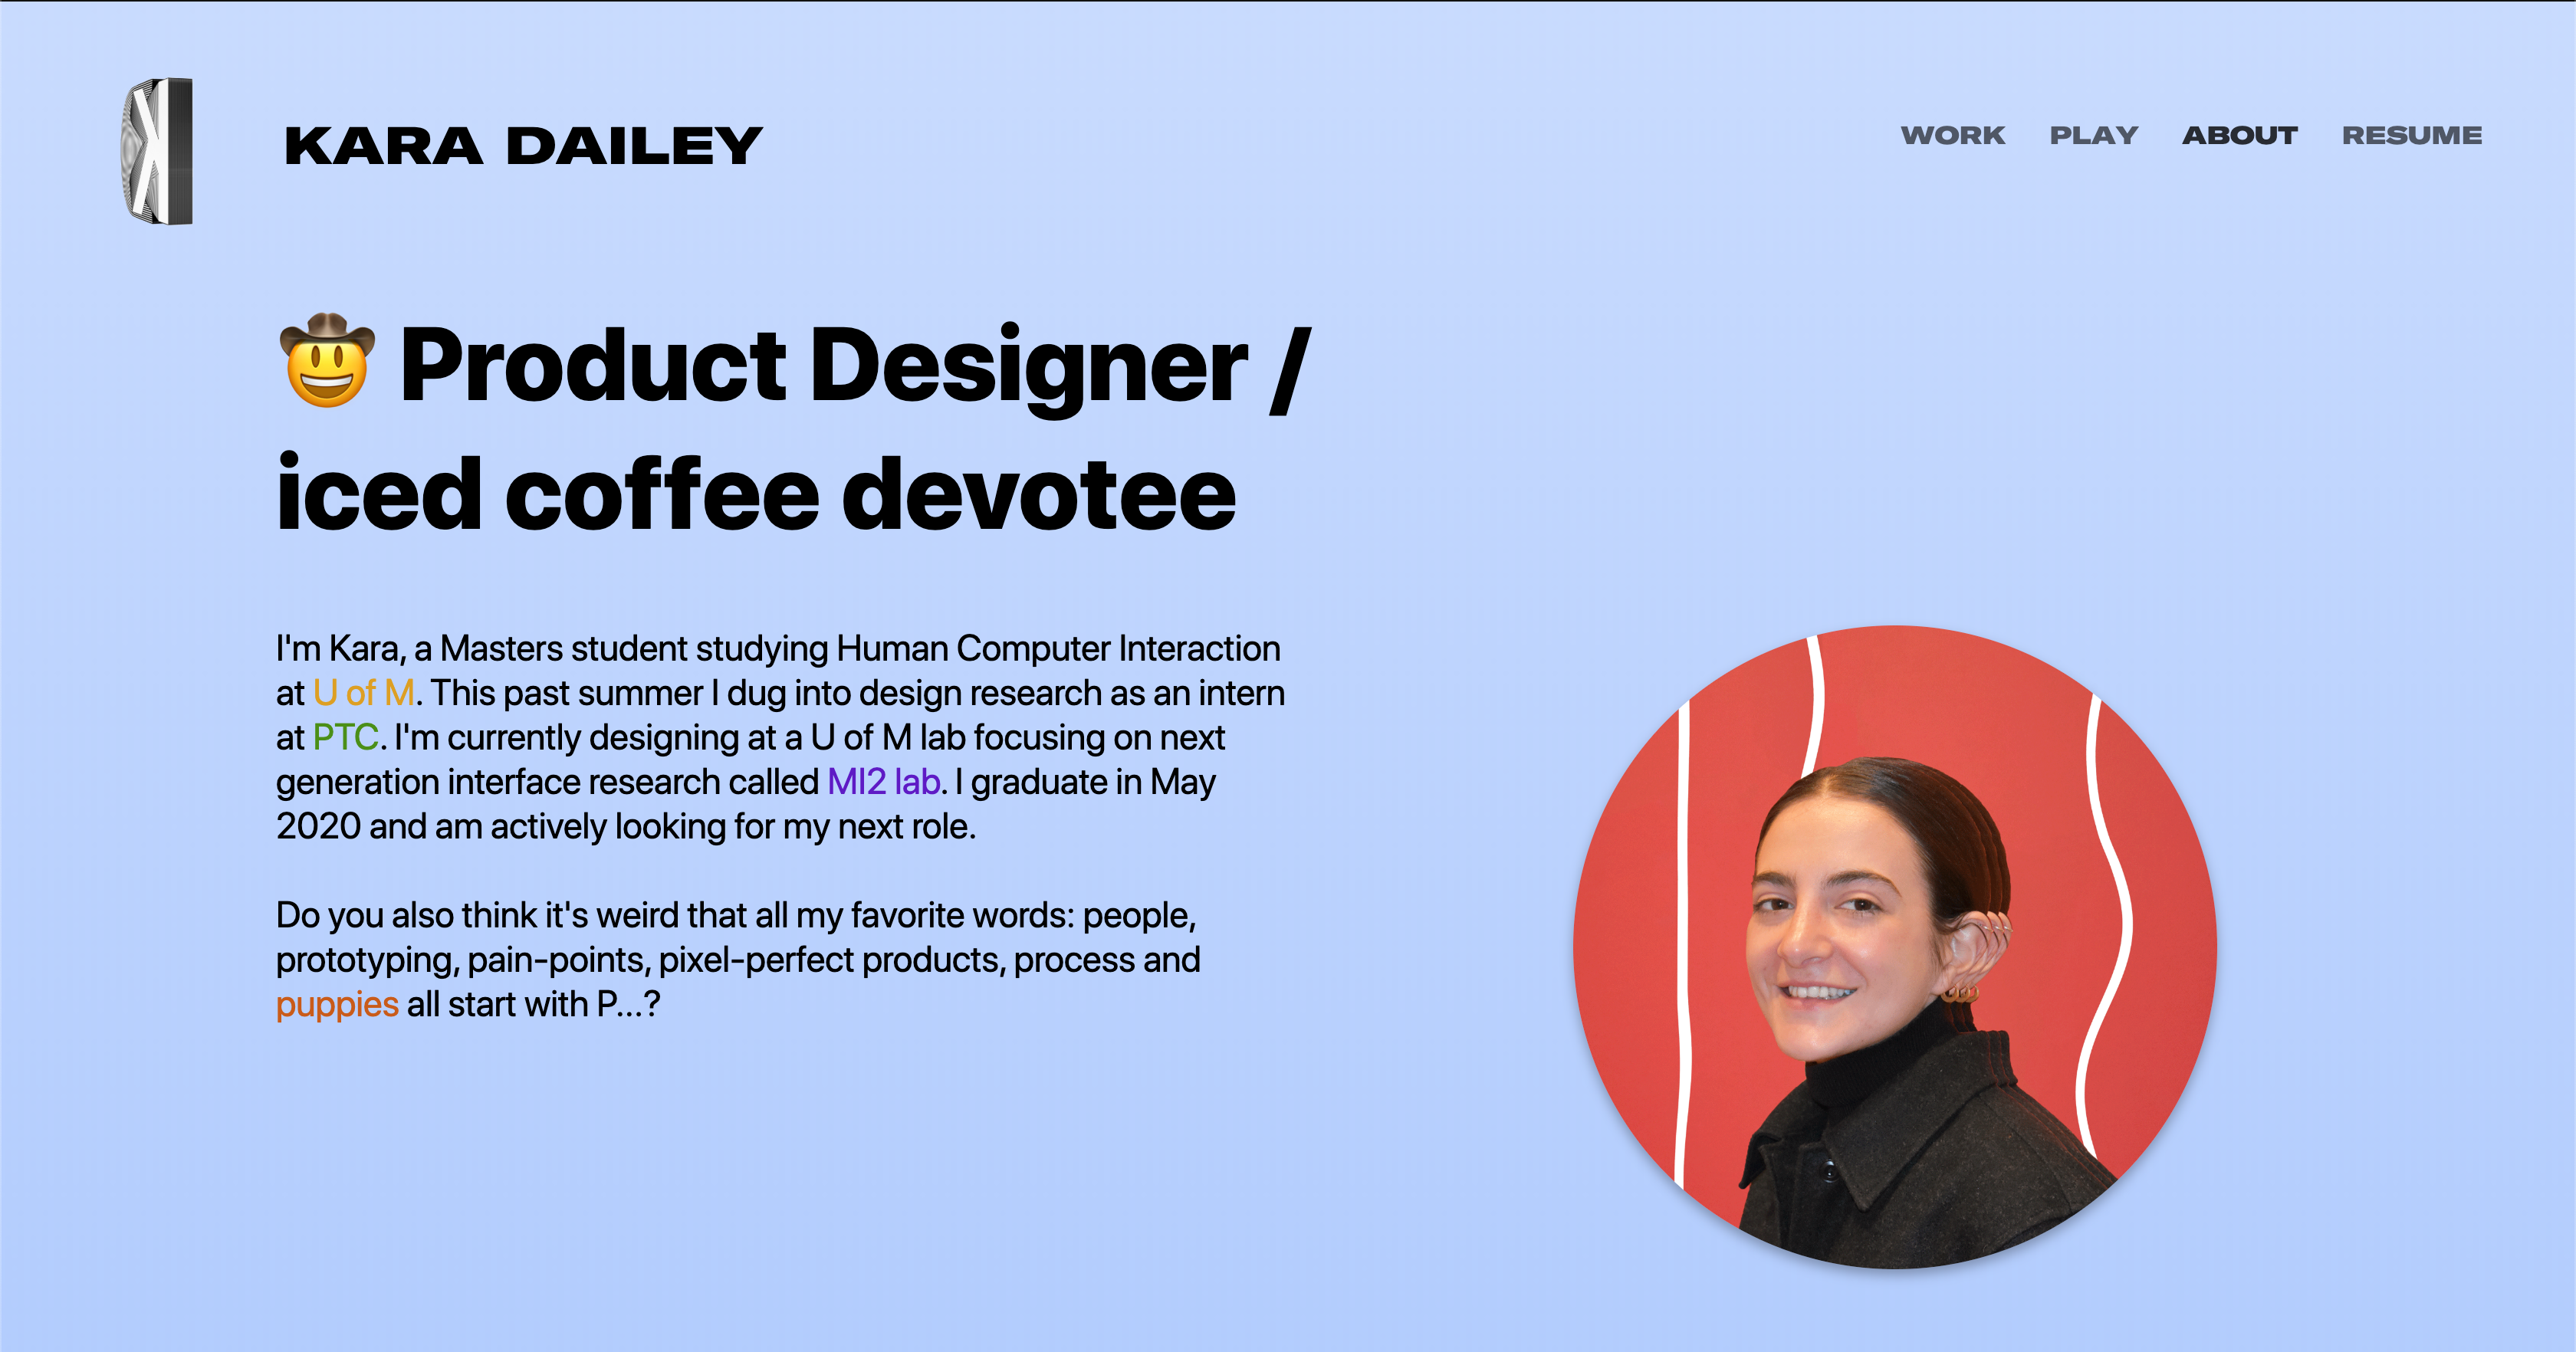 KARA DAILEY
WORK PLAY ABOUT RESUME
🤠 Product Designer /
iced coffee devotee
I'm Kara, a Masters student studying Human Computer Interaction
at U of M. This past summer I dug into design research as an intern
at PTC. I'm currently designing at a U of M lab focusing on next
generation interface research called MI2 lab. I graduate in May
2020 and am actively looking for my next role.
Do you also think it's weird that all my favorite words: people,
prototyping, pain-points, pixel-perfect products, process and
puppies all start with P...?